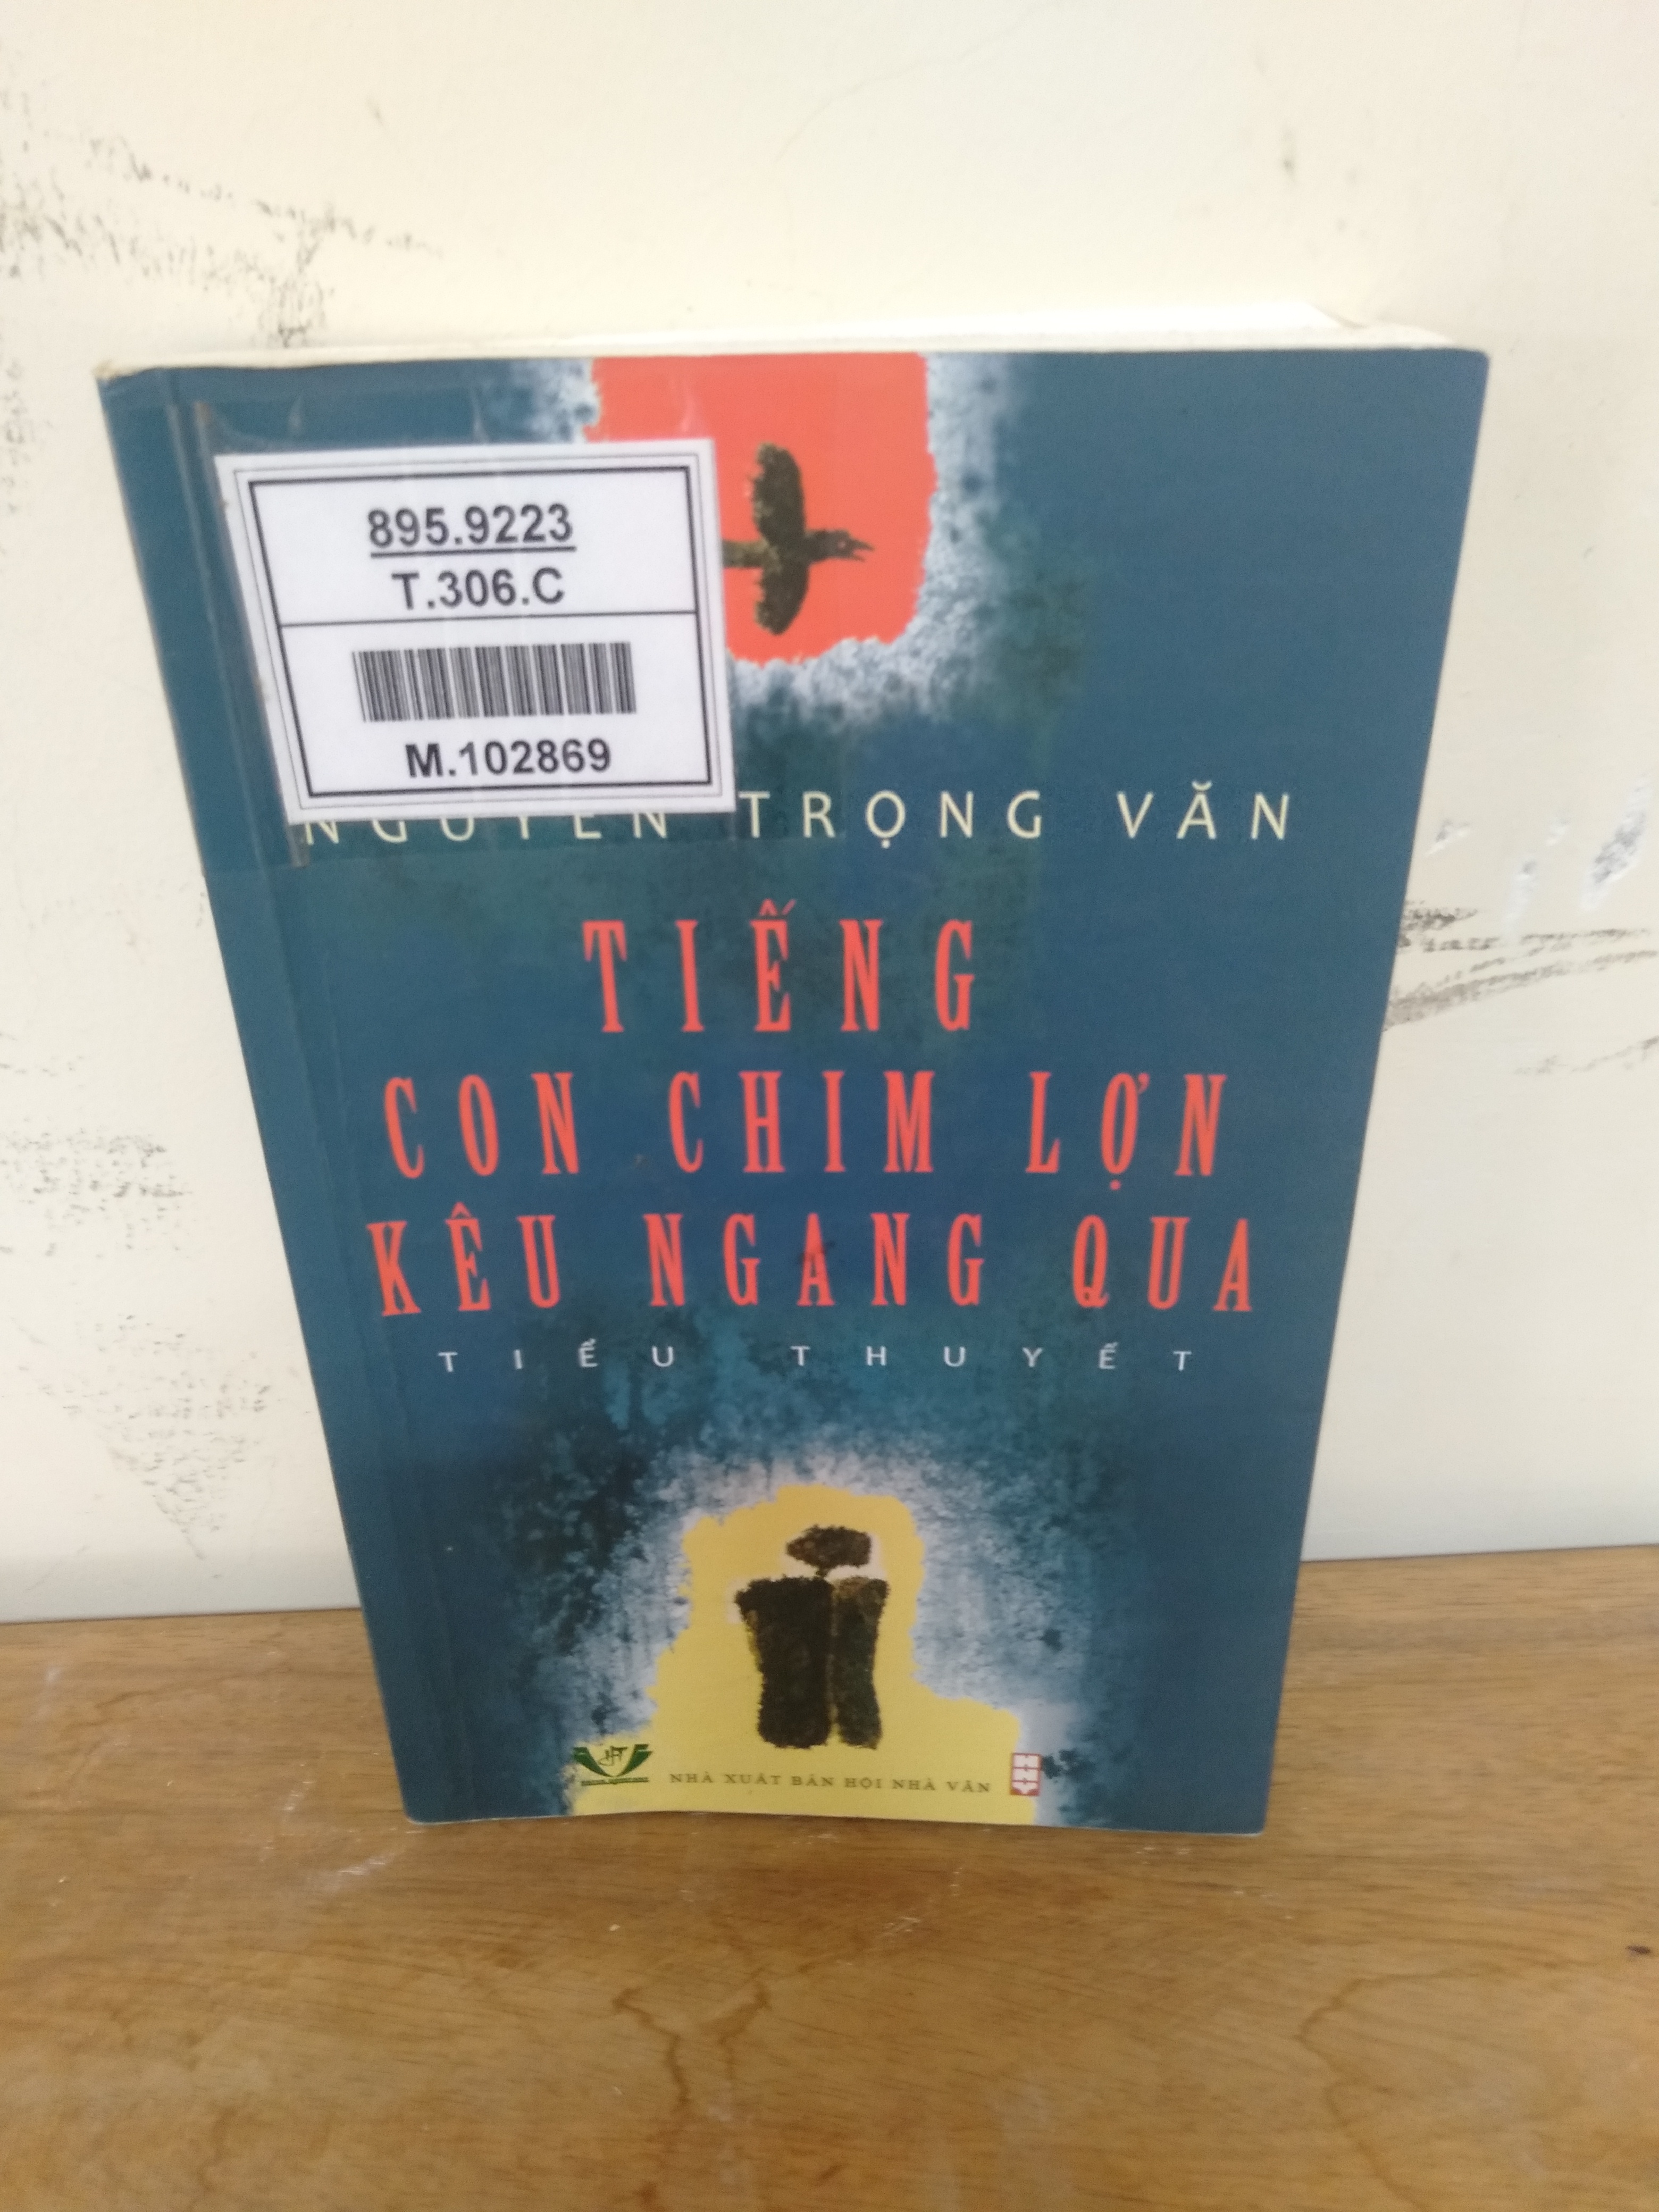 895.9223
T.306.C
M.102869
NGUYỄN TRỌNG VĂN
TIẾNG
CON CHIM LỢN
KÊU NGANG QUA
TIỂU THUYẾT
NHÀ XUẤT BẢN HỘI NHÀ VĂN